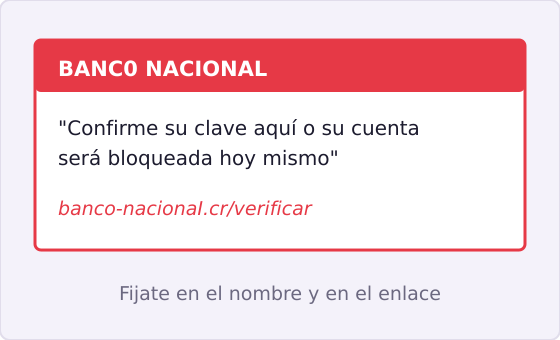 BANC0 NACIONAL
"Confirme su clave aquí o su cuenta
será bloqueada hoy mismo"
banco-nacional.cr/verificar
Fijate en el nombre y en el enlace